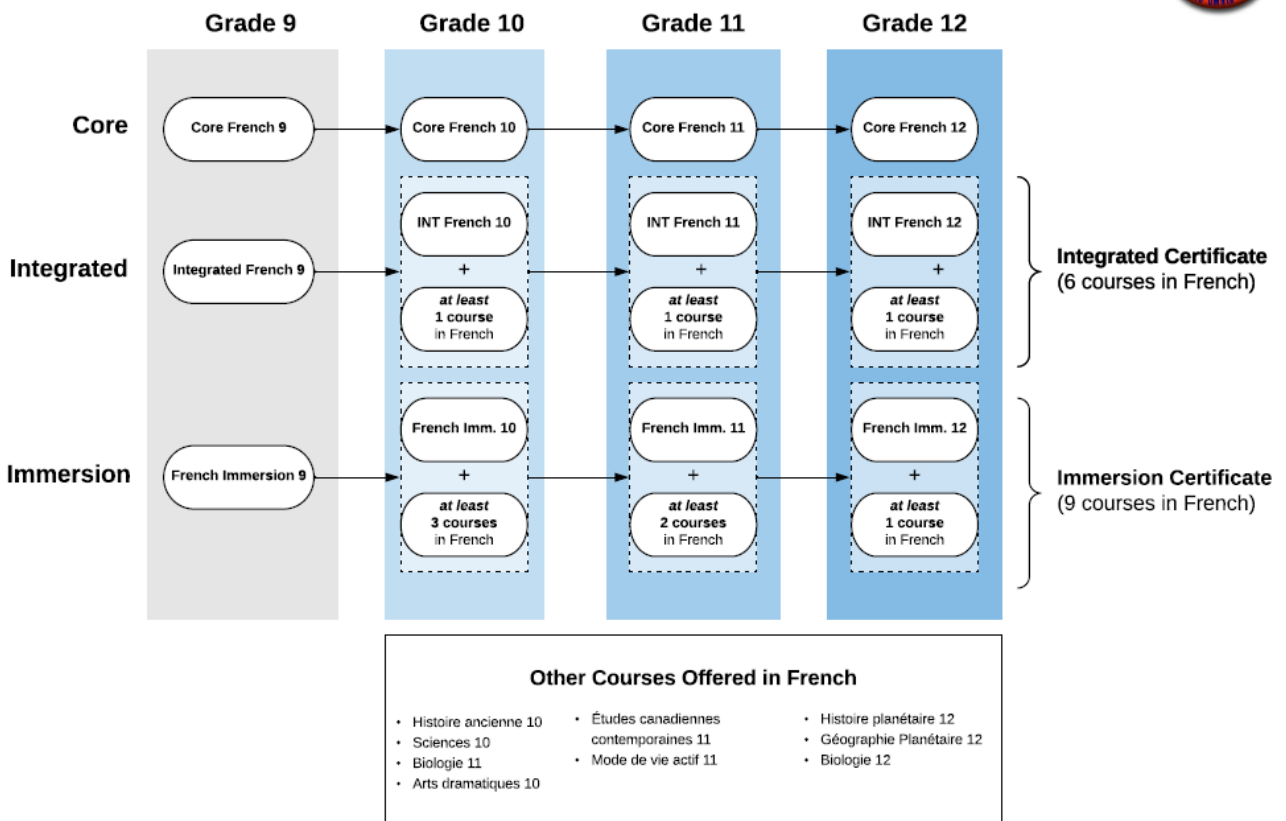 Grade 9
Grade 10
Grade 11
Grade 12
Core
Core French 9
Core French 10
Core French 11
Core French 12
Integrated
Integrated French 9
INT French 10
+
at least
1 course
in French
INT French 11
+
at least
1 course
in French
INT French 12
+
at least
1 course
in French
Integrated Certificate
(6 courses in French)
Immersion
French Immersion 9
French Imm. 10
+
at least
3 courses
in French
French Imm. 11
+
at least
2 courses
in French
French Imm. 12
+
at least
1 course
in French
Immersion Certificate
(9 courses in French)
Other Courses Offered in French
• Histoire ancienne 10
• Sciences 10
• Biologie 11
• Arts dramatiques 10
• Études canadiennes
contemporaines 11
• Mode de vie actif 11
• Histoire planétaire 12
• Géographie Planétaire 12
• Biologie 12